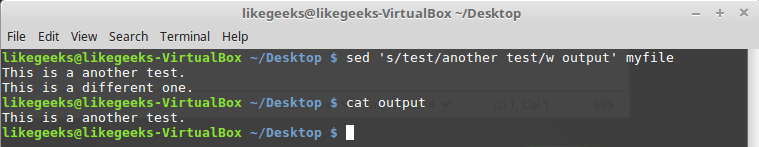 likegeeks@likegeeks-VirtualBox ~/Desktop
File Edit View Search Terminal Help
likegeeks@likegeeks-VirtualBox ~/Desktop $ sed 's/test/another test/w output' myfile
This is a another test.
This is a different one.
likegeeks@likegeeks-VirtualBox ~/Desktop $ cat output
This is a another test.
likegeeks@likegeeks-VirtualBox ~/Desktop $